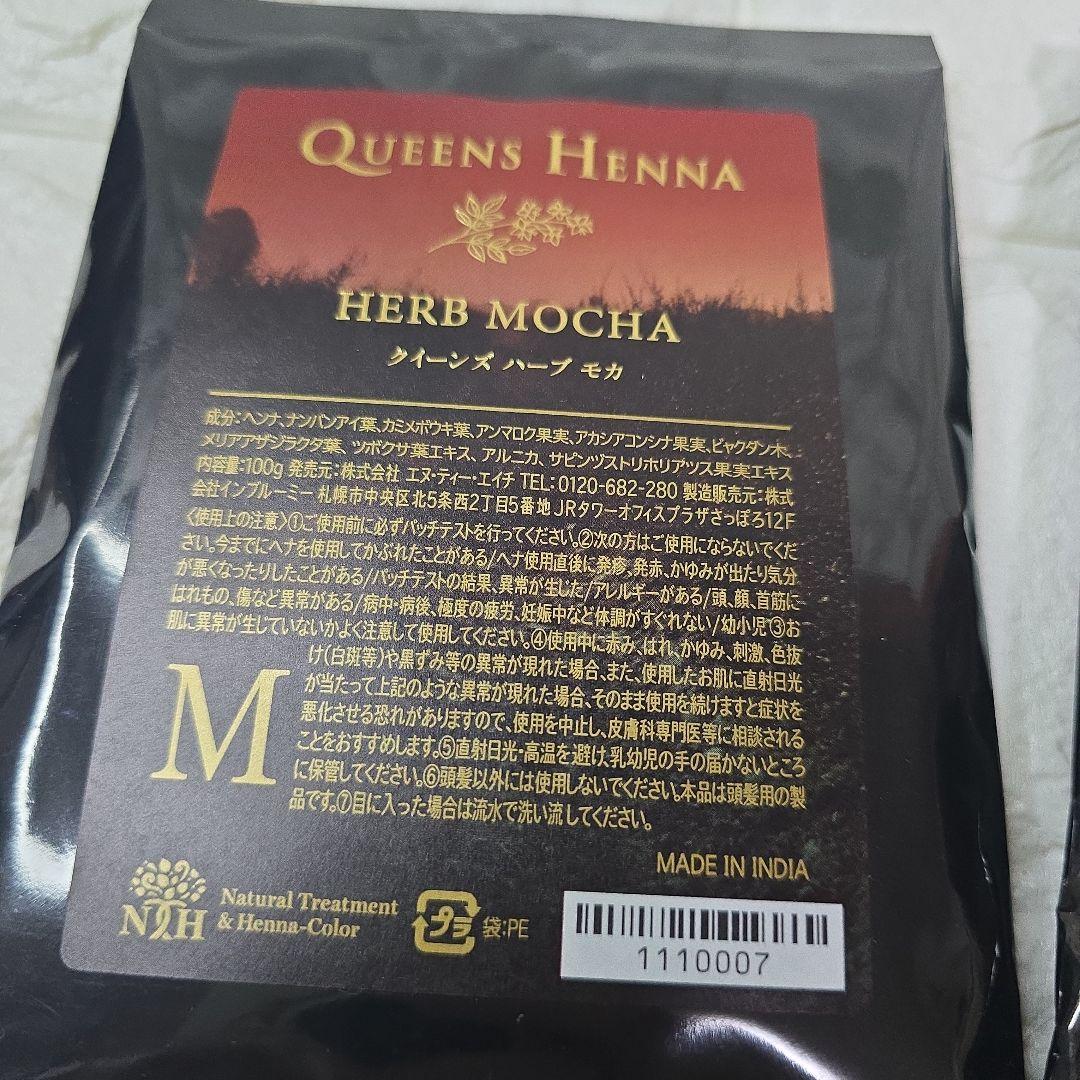 QUEENS HENNA
HERB MOCHA
クイーンズ ハーブ モカ
成分:ヘンナ、ナンバンアイ葉、カミメボウキ葉、アンマロク果実、アカシアコンシナ果実、ビャクダン木、
メリアアザジラクタ葉、ツボクサ葉エキス、アルニカ、サピンヅストリホリアツス果実エキス
内容量:100g 発売元:株式会社 エヌ・ティー・エイチ TEL:0120-682-280 製造販売元:株式
会社インブルーミー 札幌市中央区北5条西2丁目5番地 JRタワーオフィスプラザさっぽろ12F
〈使用上の注意〉①ご使用前に必ずパッチテストを行ってください。②次の方はご使用にならないでくだ
さい。今までにヘナを使用してかぶれたことがある/ヘナ使用直後に発疹、発赤、かゆみが出たり気分
が悪くなったりしたことがある/パッチテストの結果、異常が生じた/アレルギーがある/頭、顔、首筋に
はれもの、傷など異常がある/病中・病後、極度の疲労、妊娠中など体調がすぐれない/幼小児③お
肌に異常が生じていないかよく注意して使用してください。④使用中に赤み、はれ、かゆみ、刺激、色抜
け(白斑等)や黒ずみ等の異常が現れた場合、また、使用したお肌に直射日光
が当たって上記のような異常が現れた場合、そのまま使用を続けますと症状を
悪化させる恐れがありますので、使用を中止し、皮膚科専門医等に相談される
ことをおすすめします。⑤直射日光・高温を避け、乳幼児の手の届かないところ
に保管してください。⑥頭髪以外には使用しないでください。本品は頭髪用の製
品です。⑦目に入った場合は流水で洗い流してください。
M
MADE IN INDIA
NTH
Natural Treatment
& Henna-Color
プラ
袋:PE
1110007